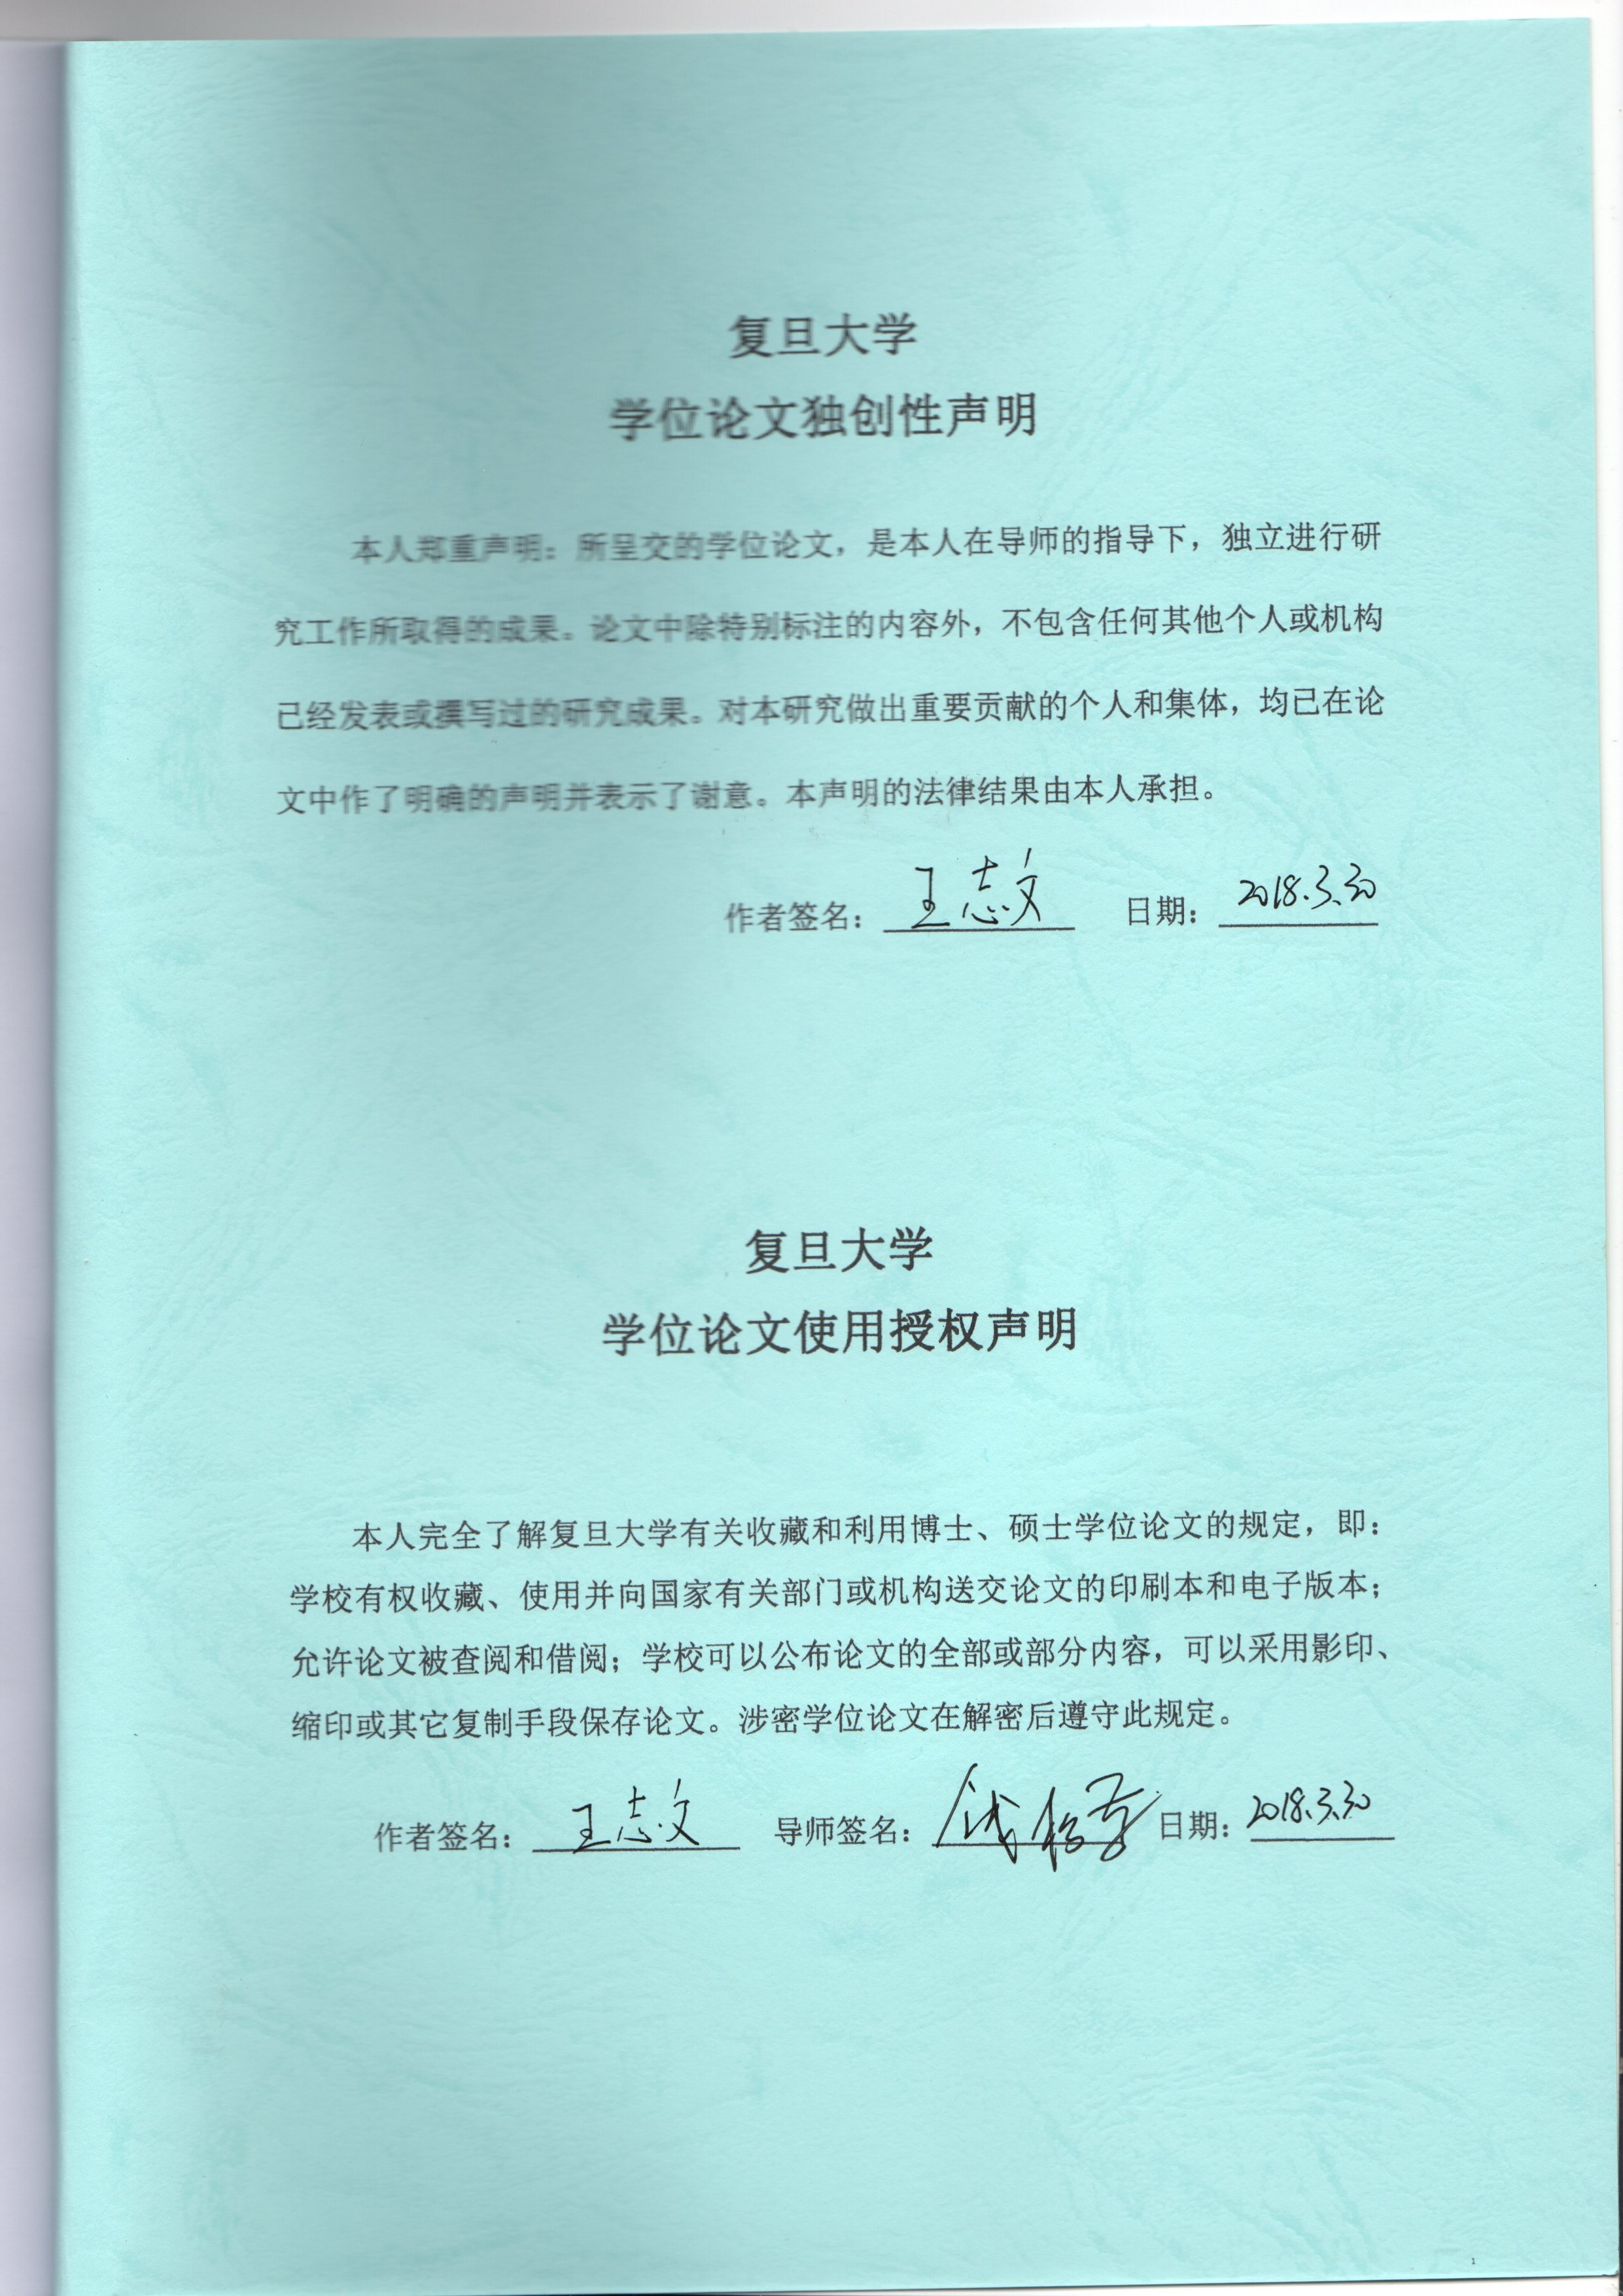 复旦大学
学位论文独创性声明
本人郑重声明：所呈交的学位论文，是本人在导师的指导下，独立进行研
究工作所取得的成果。论文中除特别标注的内容外，不包含任何其他个人或机构
已经发表或撰写过的研究成果。对本研究做出重要贡献的个人和集体，均已在论
文中作了明确的声明并表示了谢意。本声明的法律结果由本人承担。
作者签名：王志文 日期：2018.3.30
复旦大学
学位论文使用授权声明
本人完全了解复旦大学有关收藏和利用博士、硕士学位论文的规定，即：
学校有权收藏、使用并向国家有关部门或机构送交论文的印刷本和电子版本；
允许论文被查阅和借阅；学校可以公布论文的全部或部分内容，可以采用影印、
缩印或其它复制手段保存论文。涉密学位论文在解密后遵守此规定。
作者签名：王志文 导师签名： 日期：2018.3.30
1